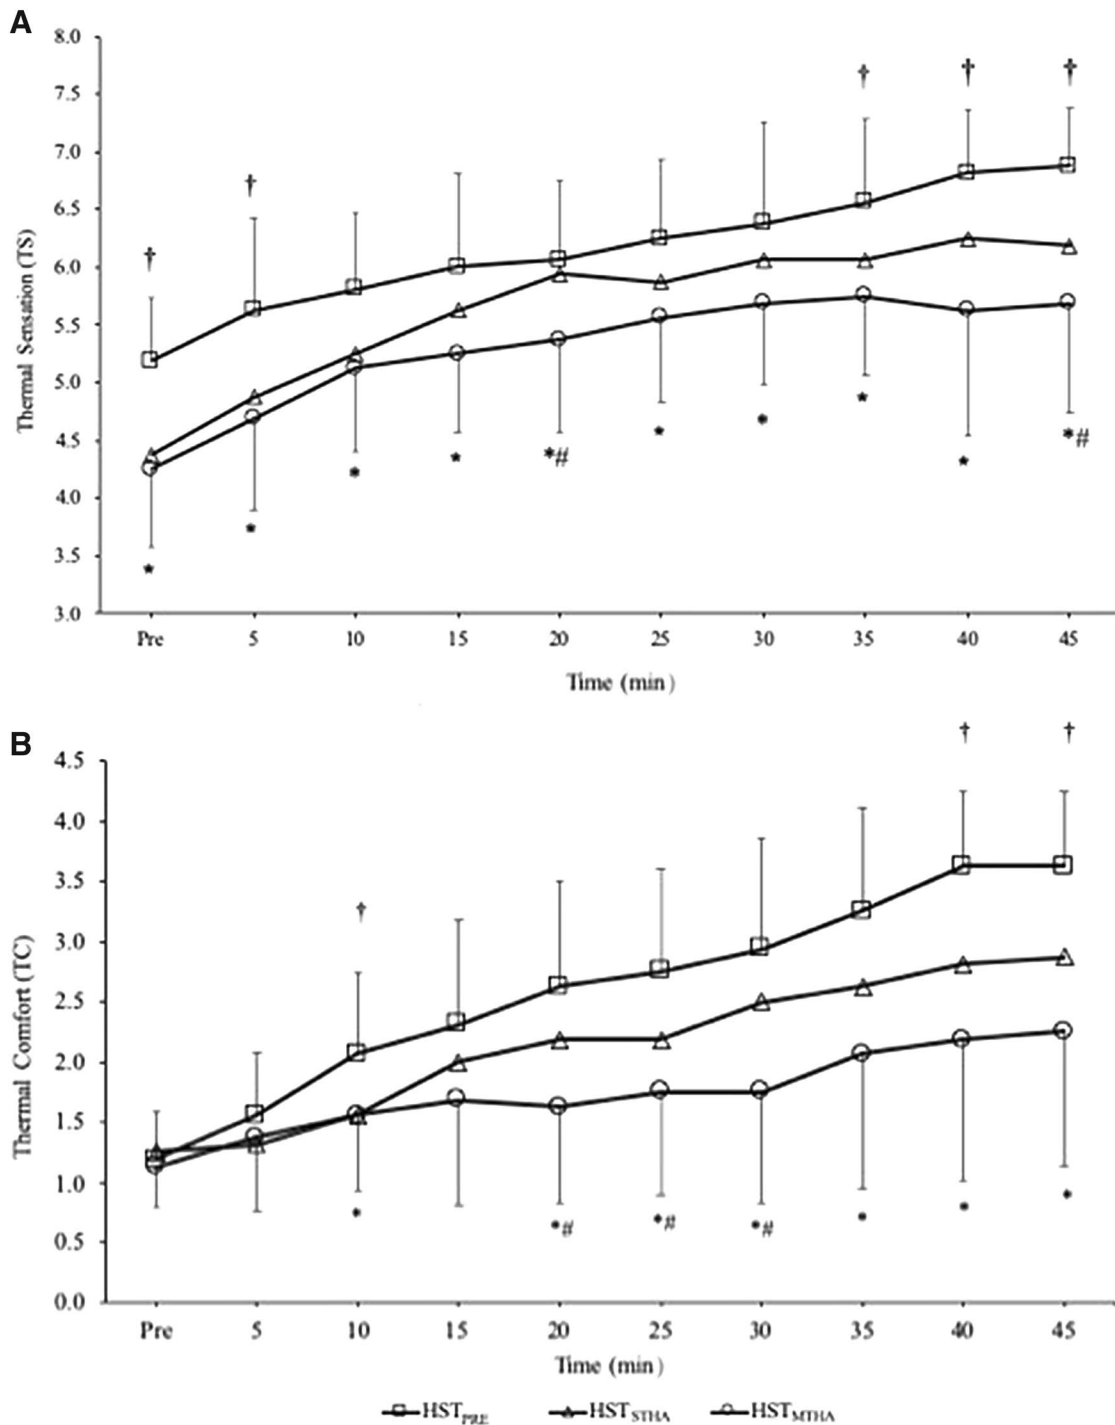 A
8.0
7.5
7.0
6.5
6.0
5.5
5.0
4.5
4.0
3.5
3.0
Thermal Sensation (TS)
† † † † †
* * * * *# * * * * *#
Pre 5 10 15 20 25 30 35 40 45
Time (min)
B
4.5
4.0
3.5
3.0
2.5
2.0
1.5
1.0
0.5
0.0
Thermal Comfort (TC)
† † †
* *# *# *# * * *
Pre 5 10 15 20 25 30 35 40 45
Time (min)
HSTPRE HSTSTHA HSTMTHA